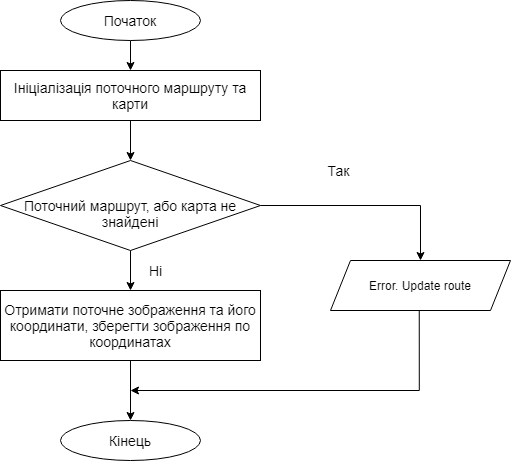 Початок
Ініціалізація поточного маршруту та
карти
Так
Поточний маршрут, або карта не
знайдені
Ні
Error. Update route
Отримати поточне зображення та його
координати, зберегти зображення по
координатах
Кінець